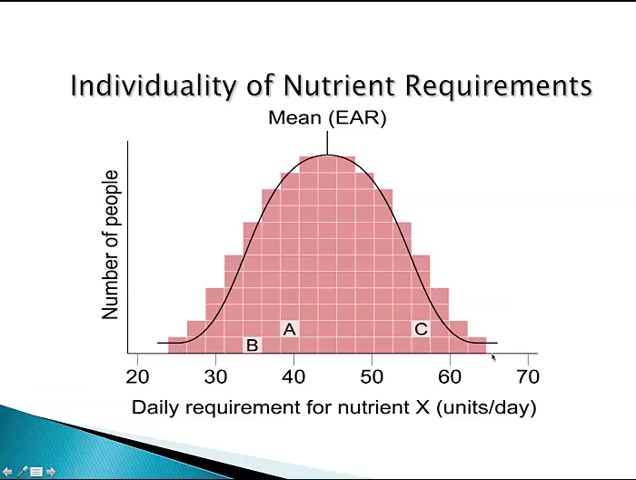 Individuality of Nutrient Requirements
Mean (EAR)
Number of people
A
C
B
20 30 40 50 60 70
Daily requirement for nutrient X (units/day)